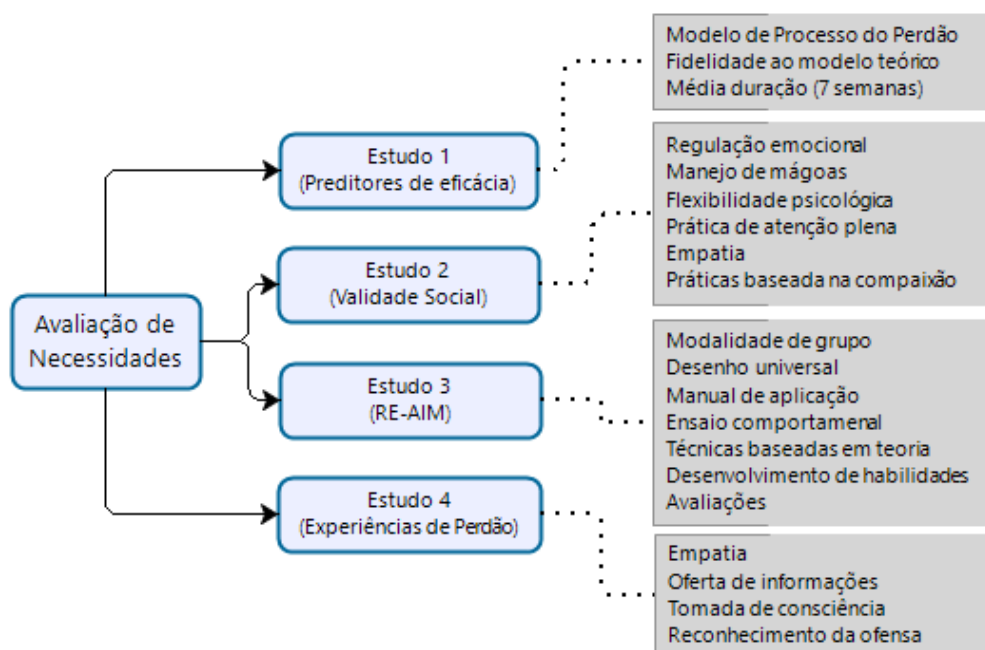 Avaliação de
Necessidades
Estudo 1
(Preditores de eficácia)
Modelo de Processo do Perdão
Fidelidade ao modelo teórico
Média duração (7 semanas)
Estudo 2
(Validade Social)
Regulação emocional
Manejo de mágoas
Flexibilidade psicológica
Prática de atenção plena
Empatia
Práticas baseada na compaixão
Estudo 3
(RE-AIM)
Modalidade de grupo
Desenho universal
Manual de aplicação
Ensaio comportamenal
Técnicas baseadas em teoria
Desenvolvimento de habilidades
Avaliações
Estudo 4
(Experiências de Perdão)
Empatia
Oferta de informações
Tomada de consciência
Reconhecimento da ofensa